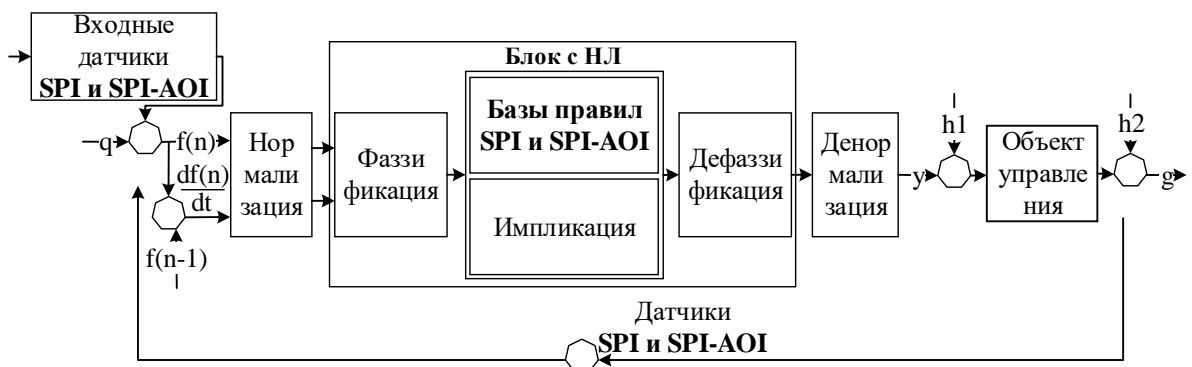 Входные
датчики
SPI и SPI-AOI
Блок с НЛ
Базы правил
SPI и SPI-AOI
Импликация
q
f(n)
df(n)
dt
f(n-1)
Нор
мали
зация
Фаззи
фикация
Дефаззи
фикация
Денор
мали
зация
y
h1
Объект
управле
ния
h2
g
Датчики
SPI и SPI-AOI